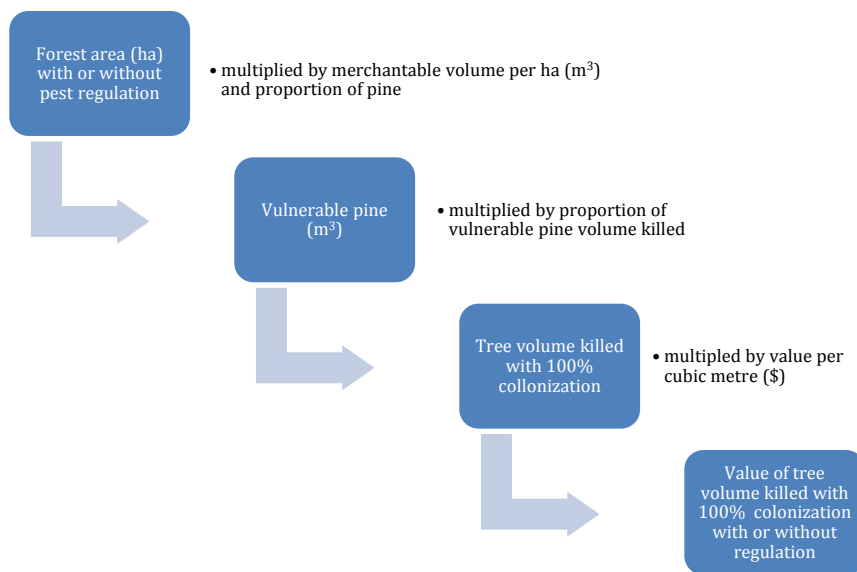 Forest area (ha)
with or without
pest regulation
• multiplied by merchantable volume per ha (m³)
and proportion of pine
Vulnerable pine
(m³)
• multiplied by proportion of
vulnerable pine volume killed
Tree volume killed
with 100%
collonization
• multipled by value per
cubic metre ($)
Value of tree
volume killed with
100% colonization
with or without
regulation